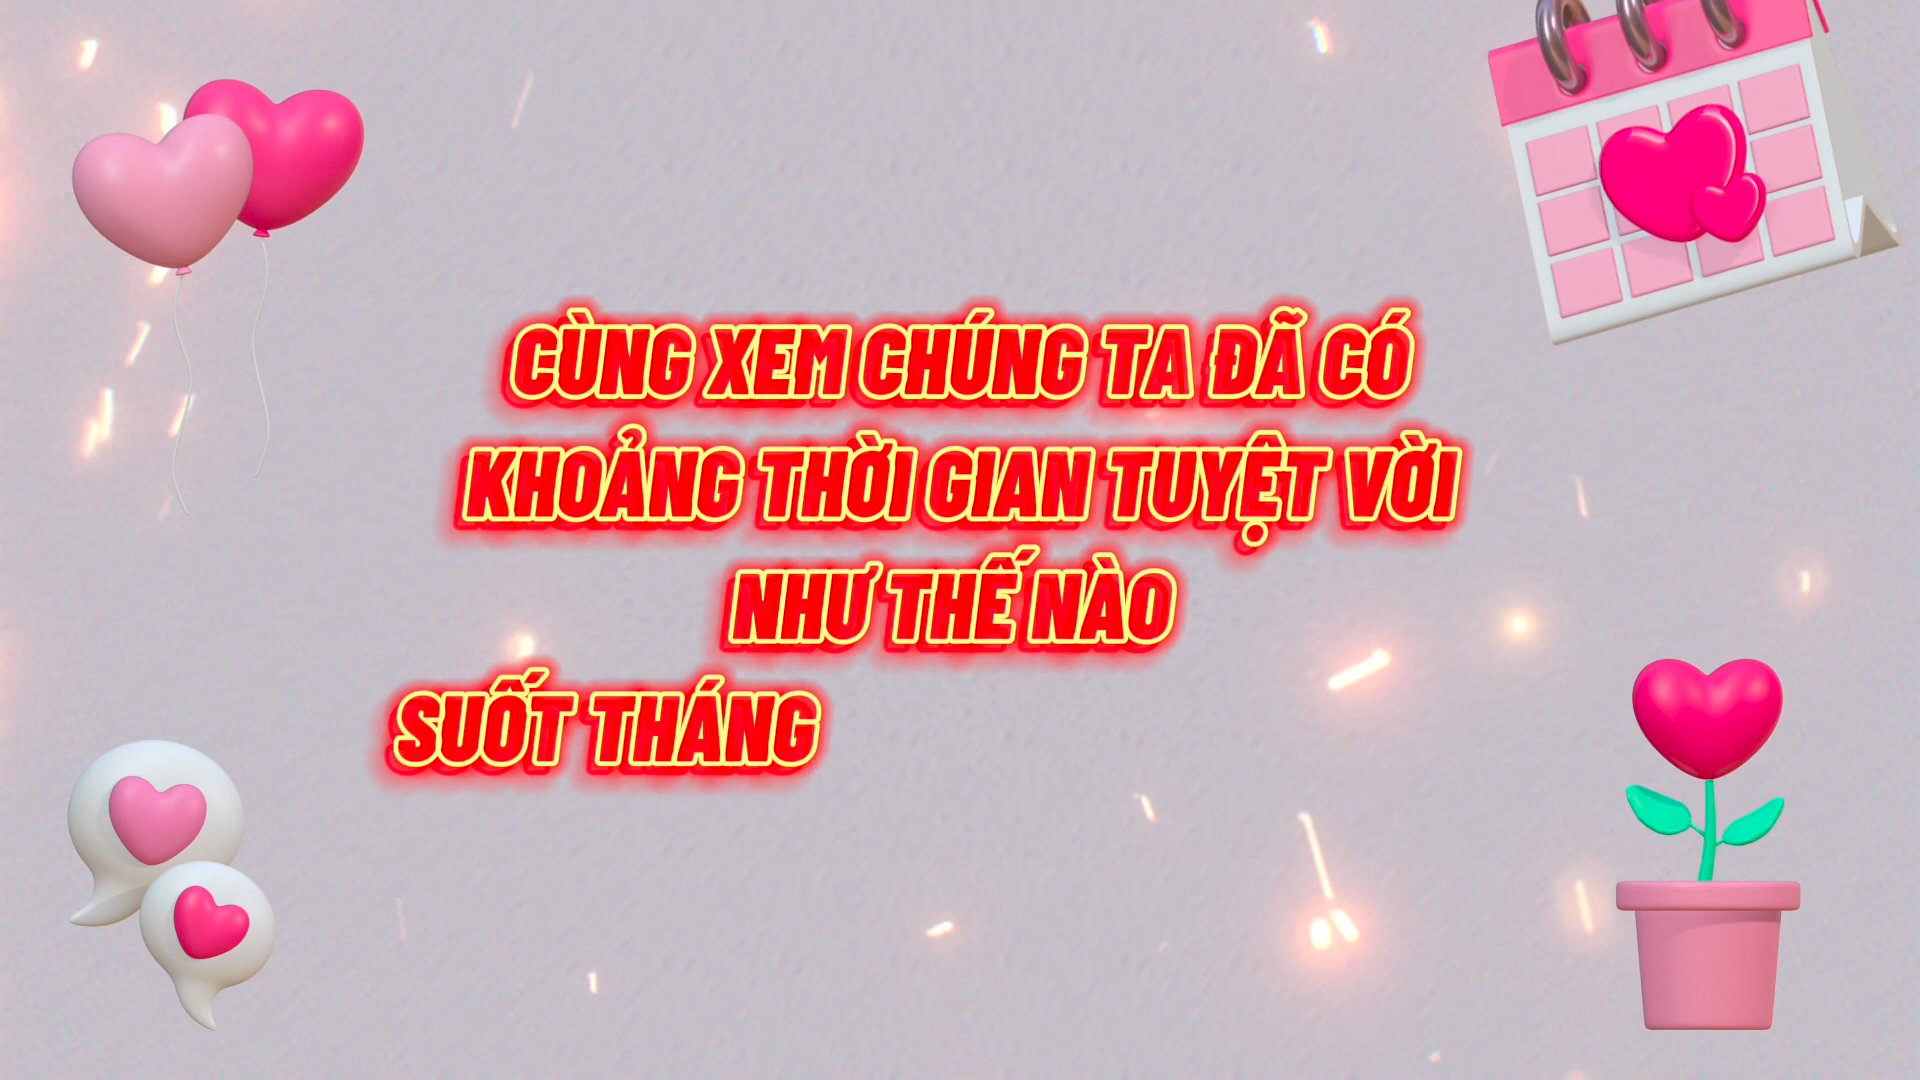 CÙNG XEM CHÚNG TA ĐÃ CÓ
KHOẢNG THỜI GIAN TUYỆT VỜI
NHƯ THẾ NÀO
SUỐT THÁNG